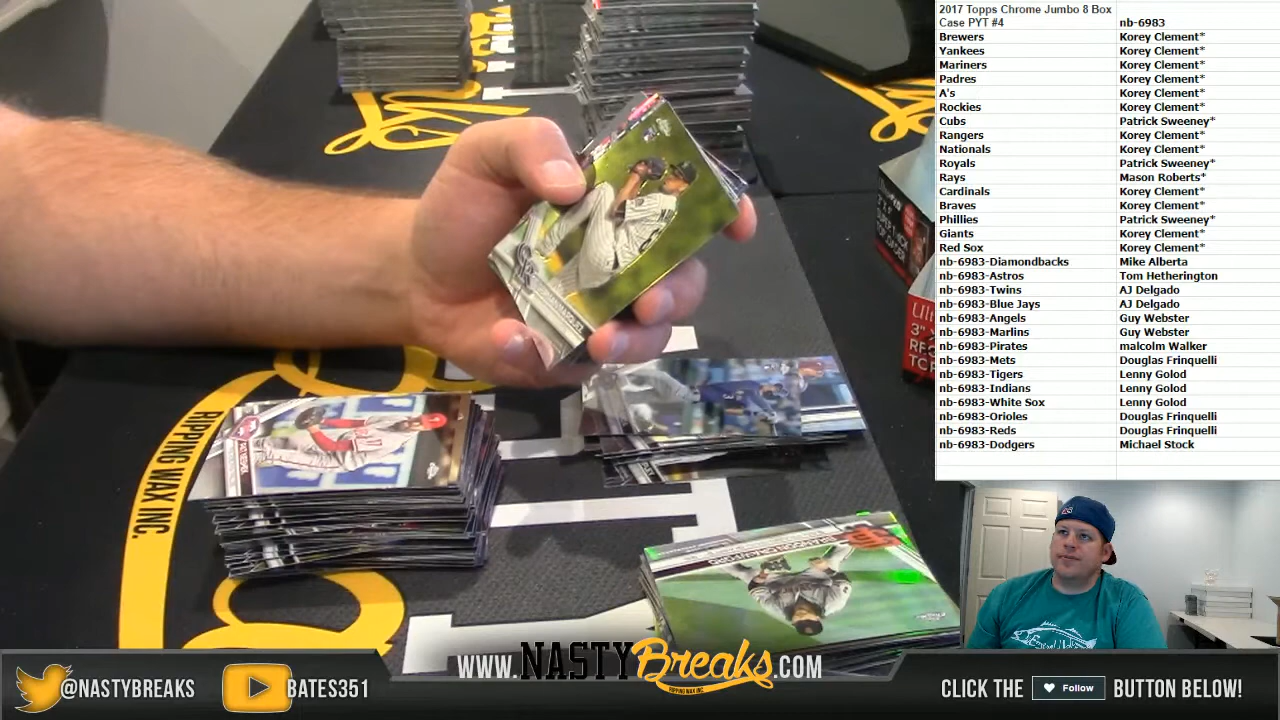 2017 Topps Chrome Jumbo 8 Box
Case PYT #4 nb-6983
Brewers Korey Clement*
Yankees Korey Clement*
Mariners Korey Clement*
Padres Korey Clement*
A's Korey Clement*
Rockies Korey Clement*
Cubs Patrick Sweeney*
Rangers Korey Clement*
Nationals Korey Clement*
Royals Patrick Sweeney*
Rays Mason Roberts*
Cardinals Korey Clement*
Braves Korey Clement*
Phillies Patrick Sweeney*
Giants Korey Clement*
Red Sox Korey Clement*
nb-6983-Diamondbacks Mike Alberta
nb-6983-Astros Tom Hetherington
nb-6983-Twins AJ Delgado
nb-6983-Blue Jays AJ Delgado
nb-6983-Angels Guy Webster
nb-6983-Marlins Guy Webster
nb-6983-Pirates malcolm Walker
nb-6983-Mets Douglas Frinquelli
nb-6983-Tigers Lenny Golod
nb-6983-Indians Lenny Golod
nb-6983-White Sox Lenny Golod
nb-6983-Orioles Douglas Frinquelli
nb-6983-Reds Douglas Frinquelli
nb-6983-Dodgers Michael Stock
RIPPING WAX INC.
@NASTYBREAKS
BATES351
WWW.NASTYBreaks.COM
RIPPING WAX INC
CLICK THE Follow BUTTON BELOW!